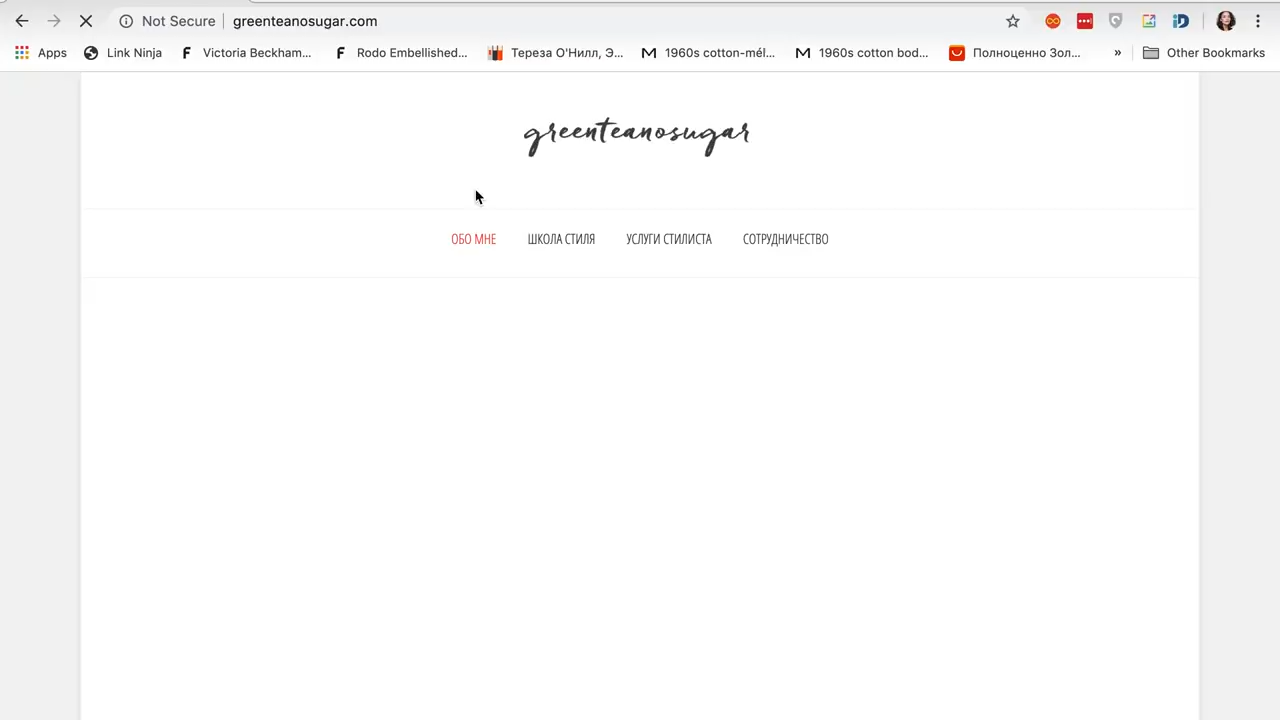 Not Secure greenteanosugar.com
Apps Link Ninja Victoria Beckham... Rodo Embellished... Тереза О'Нилл, Э... 1960s cotton-mél... 1960s cotton bod... Полноценно Зол... » Other Bookmarks
greenteanosugar
ОБО МНЕ ШКОЛА СТИЛЯ УСЛУГИ СТИЛИСТА СОТРУДНИЧЕСТВО